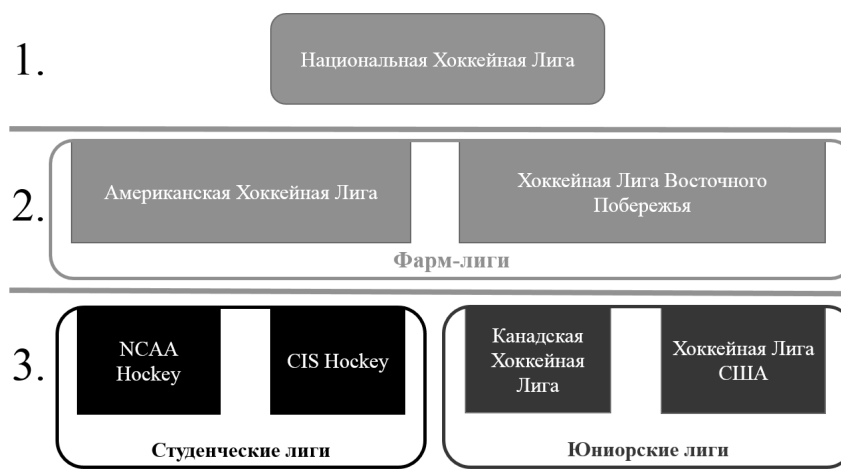 1.
Национальная Хоккейная Лига
2.
Американская Хоккейная Лига
Хоккейная Лига Восточного
Побережья
Фарм-лиги
3.
NCAA
Hockey
CIS Hockey
Студенческие лиги
Канадская
Хоккейная
Лига
Хоккейная Лига
США
Юниорские лиги